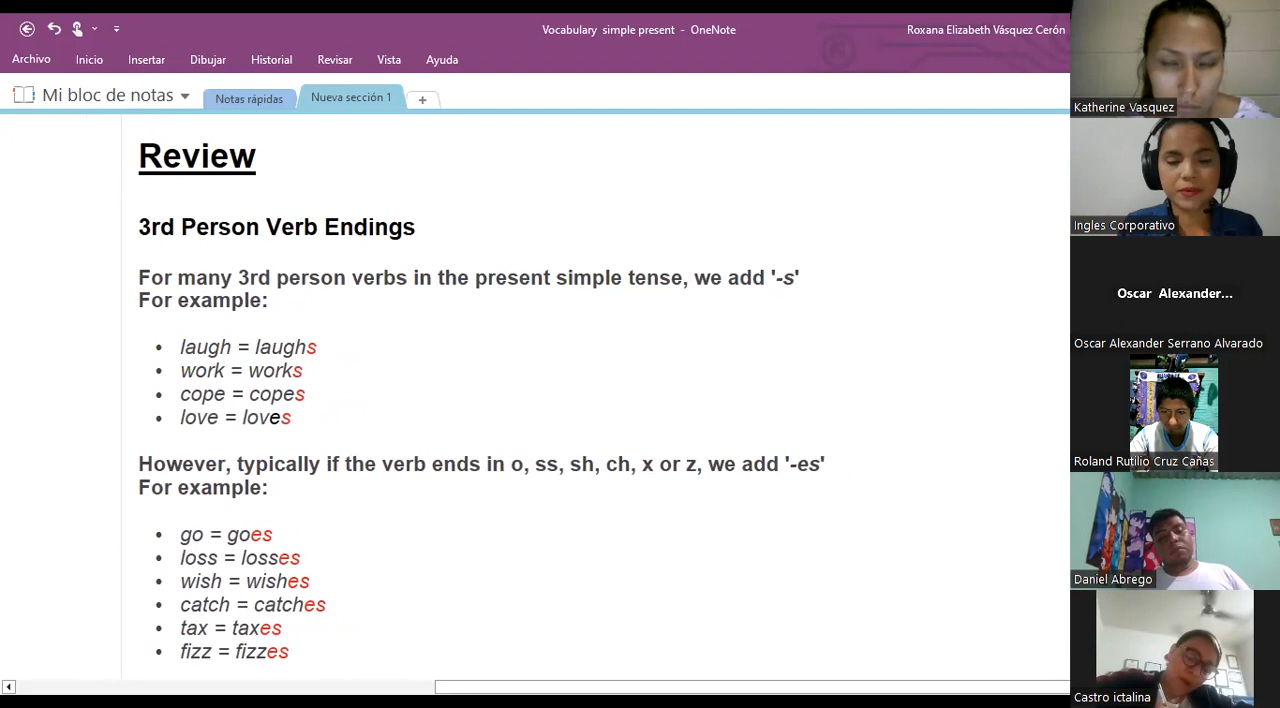 Vocabulary simple present - OneNote
Roxana Elizabeth Vásquez Cerón
Archivo Inicio Insertar Dibujar Historial Revisar Vista Ayuda
Mi bloc de notas Notas rápidas Nueva sección 1 +
Review
3rd Person Verb Endings
For many 3rd person verbs in the present simple tense, we add '-s'
For example:
• laugh = laughs
• work = works
• cope = copes
• love = loves
However, typically if the verb ends in o, ss, sh, ch, x or z, we add '-es'
For example:
• go = goes
• loss = losses
• wish = wishes
• catch = catches
• tax = taxes
• fizz = fizzes
Katherine Vasquez
Ingles Corporativo
Oscar Alexander...
Oscar Alexander Serrano Alvarado
Roland Rutilio Cruz Cañas
Daniel Abrego
Castro ictalina